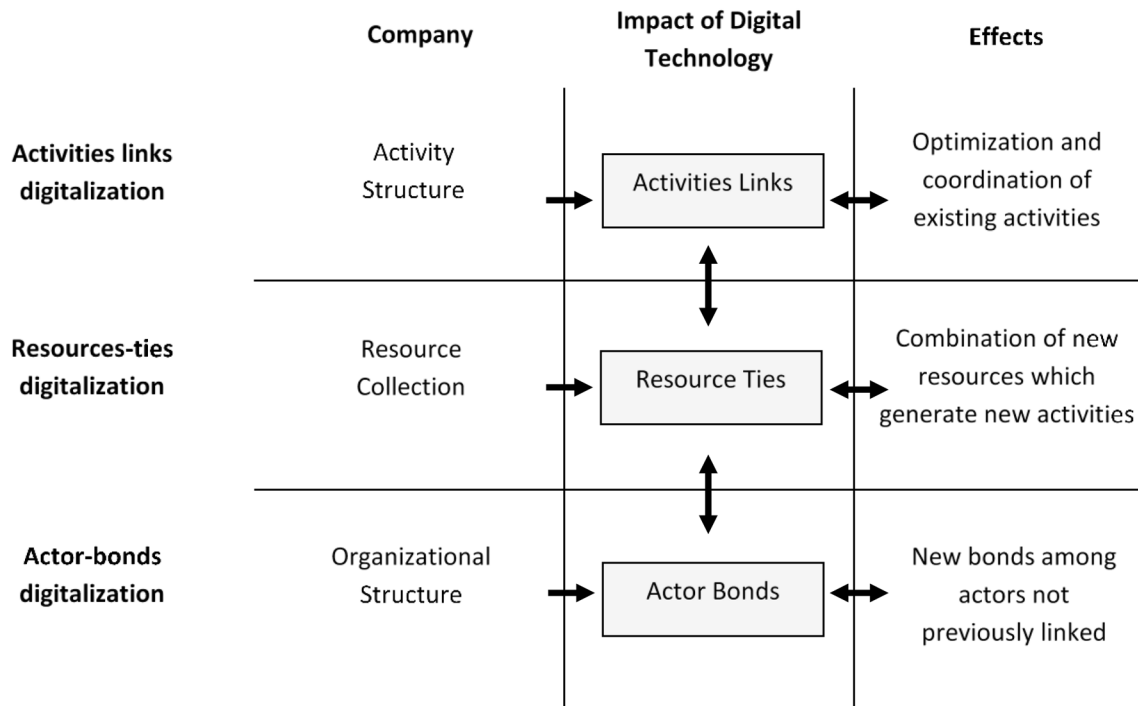 Company
Impact of Digital
Technology
Effects
Activities links
digitalization
Activity
Structure
Activities Links
Optimization and
coordination of
existing activities
Resources-ties
digitalization
Resource
Collection
Resource Ties
Combination of new
resources which
generate new activities
Actor-bonds
digitalization
Organizational
Structure
Actor Bonds
New bonds among
actors not
previously linked